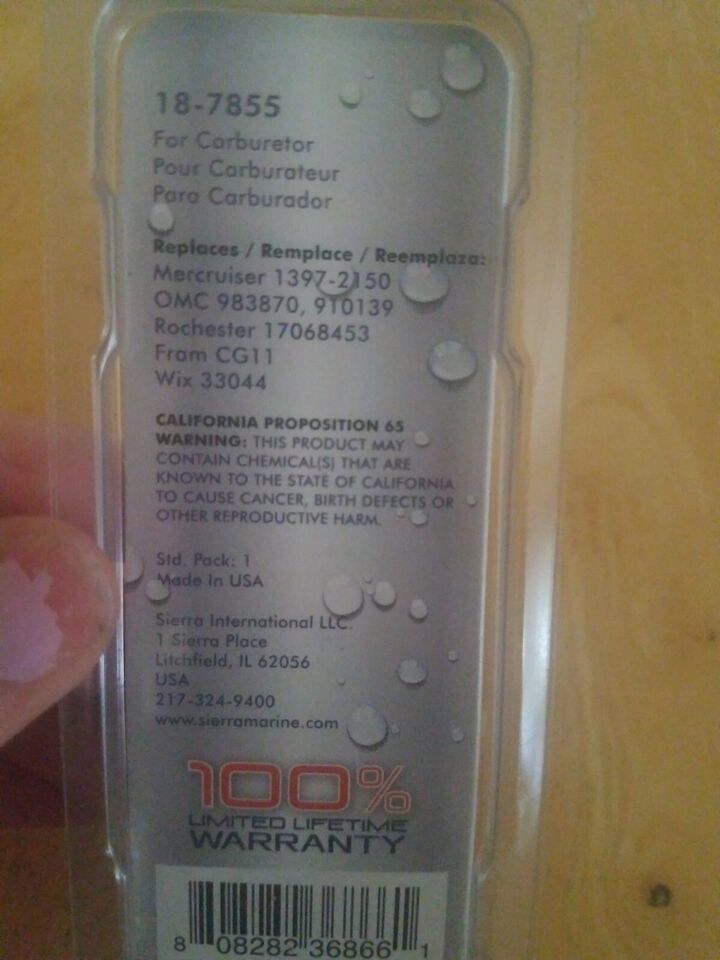 18-7855
For Carburetor
Pour Carburateur
Para Carburador
Replaces / Remplace / Reemplaza:
Mercruiser 1397-2150
OMC 983870, 910139
Rochester 17068453
Fram CG11
Wix 33044
CALIFORNIA PROPOSITION 65
WARNING: THIS PRODUCT MAY
CONTAIN CHEMICAL(S) THAT ARE
KNOWN TO THE STATE OF CALIFORNIA
TO CAUSE CANCER, BIRTH DEFECTS OR
OTHER REPRODUCTIVE HARM.
Std. Pack: 1
Made In USA
Sierra International LLC.
1 Sierra Place
Litchfield, IL 62056
USA
217-324-9400
www.sierramarine.com
100%
LIMITED LIFETIME
WARRANTY
8 08282 36866 1